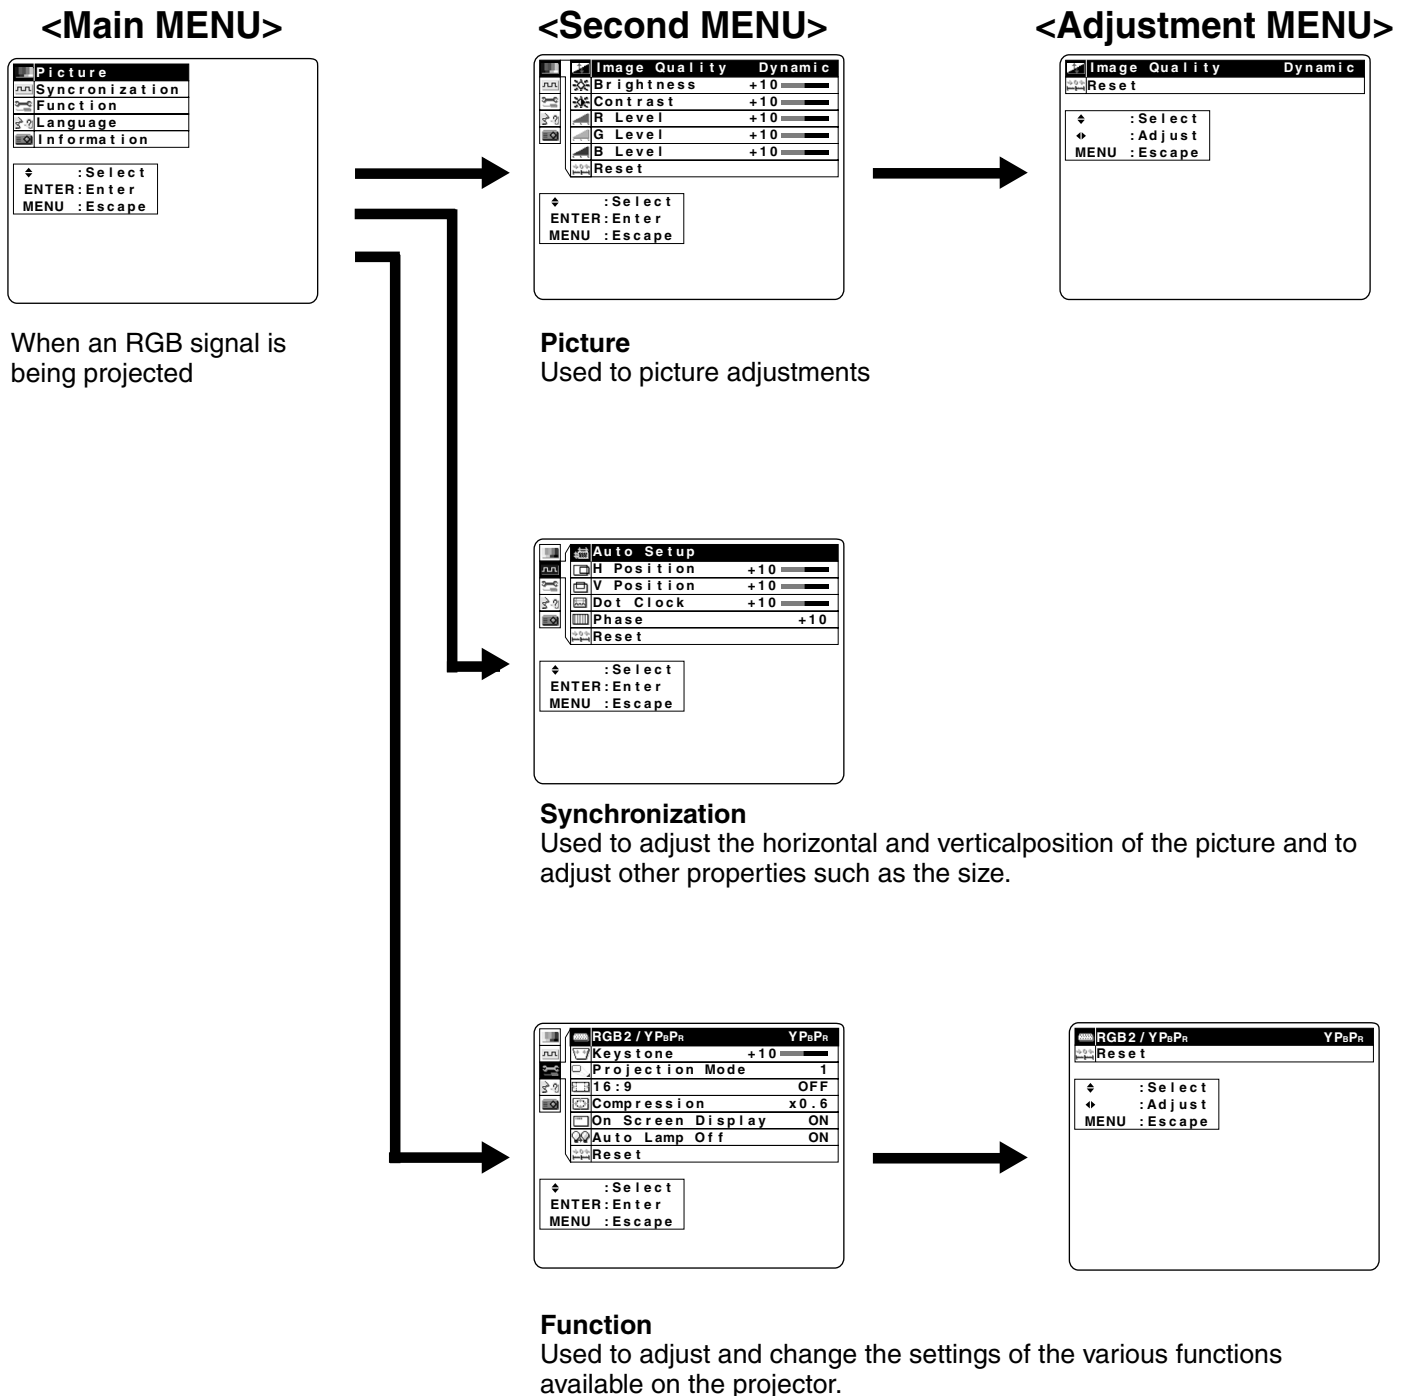 <Main MENU>
Picture
Syncronization
Function
Language
Information
:Select
ENTER:Enter
MENU :Escape
When an RGB signal is
being projected
<Second MENU>
Image Quality Dynamic
Brightness +10
Contrast +10
R Level +10
G Level +10
B Level +10
Reset
:Select
ENTER:Enter
MENU :Escape
Picture
Used to picture adjustments
<Adjustment MENU>
Image Quality Dynamic
Reset
:Select
:Adjust
MENU :Escape
Auto Setup
H Position +10
V Position +10
Dot Clock +10
Phase +10
Reset
:Select
ENTER:Enter
MENU :Escape
Synchronization
Used to adjust the horizontal and verticalposition of the picture and to
adjust other properties such as the size.
RGB2/YPBPR YPBPR
Keystone +10
Projection Mode 1
16:9 OFF
Compression x0.6
On Screen Display ON
Auto Lamp Off ON
Reset
:Select
ENTER:Enter
MENU :Escape
RGB2/YPBPR YPBPR
Reset
:Select
:Adjust
MENU :Escape
Function
Used to adjust and change the settings of the various functions
available on the projector.